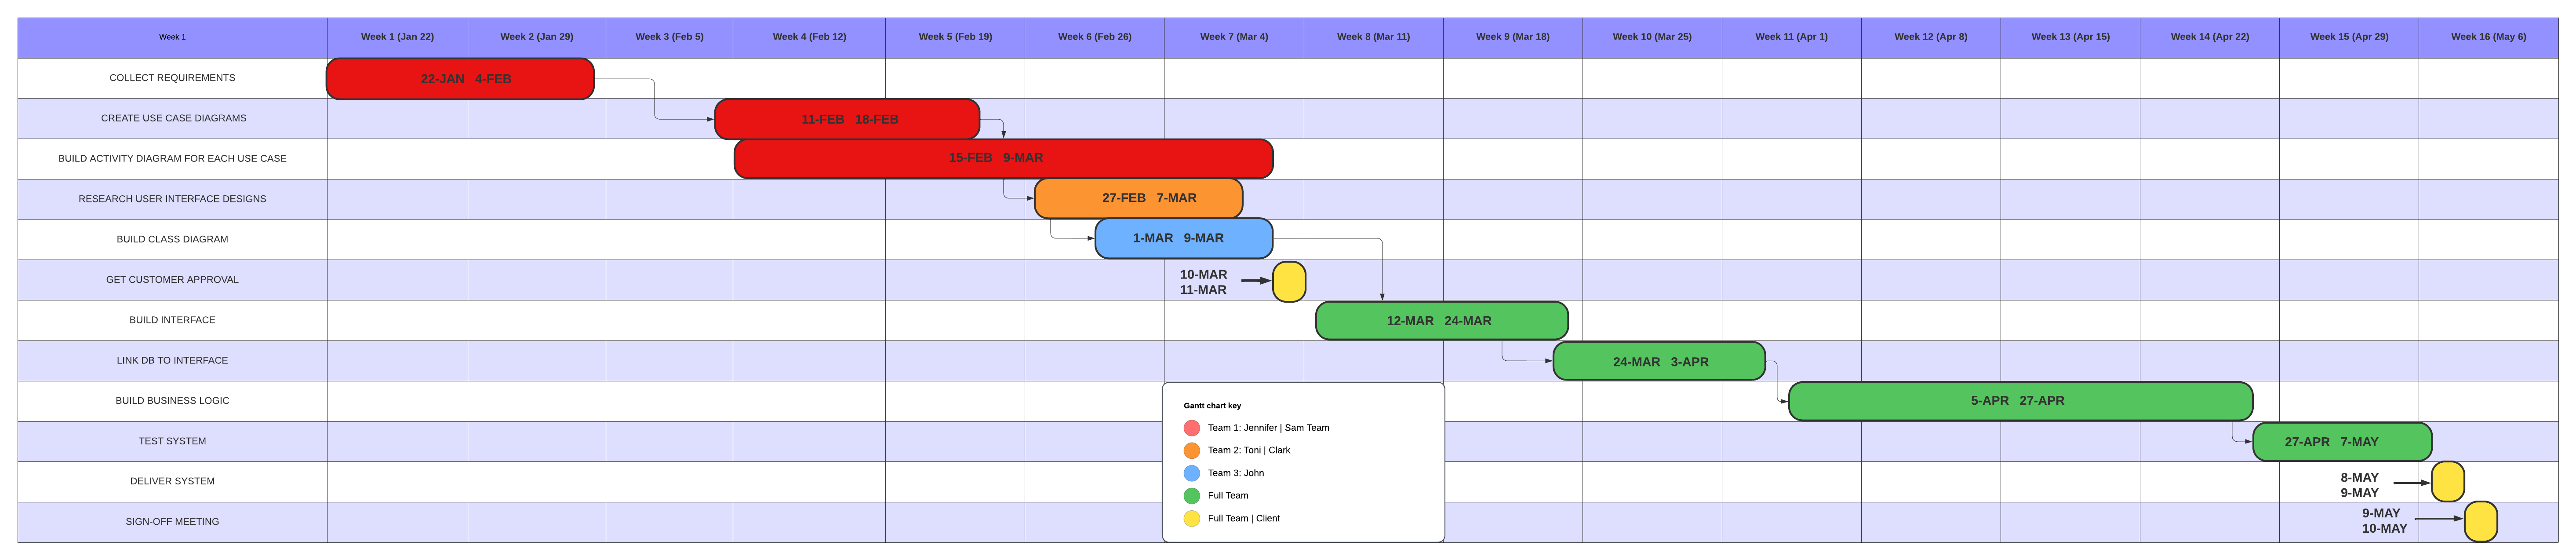 Week 1
Week 1 (Jan 22)
Week 2 (Jan 29)
Week 3 (Feb 5)
Week 4 (Feb 12)
Week 5 (Feb 19)
Week 6 (Feb 26)
Week 7 (Mar 4)
Week 8 (Mar 11)
Week 9 (Mar 18)
Week 10 (Mar 25)
Week 11 (Apr 1)
Week 12 (Apr 8)
Week 13 (Apr 15)
Week 14 (Apr 22)
Week 15 (Apr 29)
Week 16 (May 6)
COLLECT REQUIREMENTS
22-JAN 4-FEB
CREATE USE CASE DIAGRAMS
11-FEB 18-FEB
BUILD ACTIVITY DIAGRAM FOR EACH USE CASE
15-FEB 9-MAR
RESEARCH USER INTERFACE DESIGNS
27-FEB 7-MAR
BUILD CLASS DIAGRAM
1-MAR 9-MAR
GET CUSTOMER APPROVAL
10-MAR
11-MAR
BUILD INTERFACE
12-MAR 24-MAR
LINK DB TO INTERFACE
24-MAR 3-APR
BUILD BUSINESS LOGIC
5-APR 27-APR
TEST SYSTEM
27-APR 7-MAY
DELIVER SYSTEM
8-MAY
9-MAY
SIGN-OFF MEETING
9-MAY
10-MAY
Gantt chart key
Team 1: Jennifer | Sam Team
Team 2: Toni | Clark
Team 3: John
Full Team
Full Team | Client